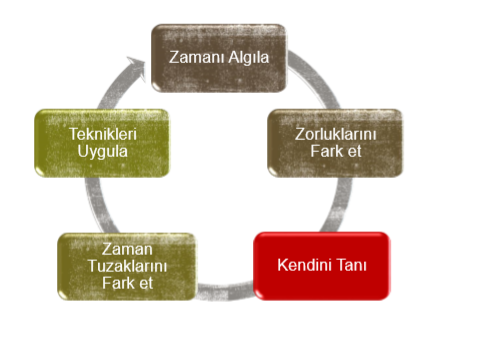 Zamanı Algıla
Zorluklarını
Fark et
Kendini Tanı
Zaman
Tuzaklarını
Fark et
Teknikleri
Uygula